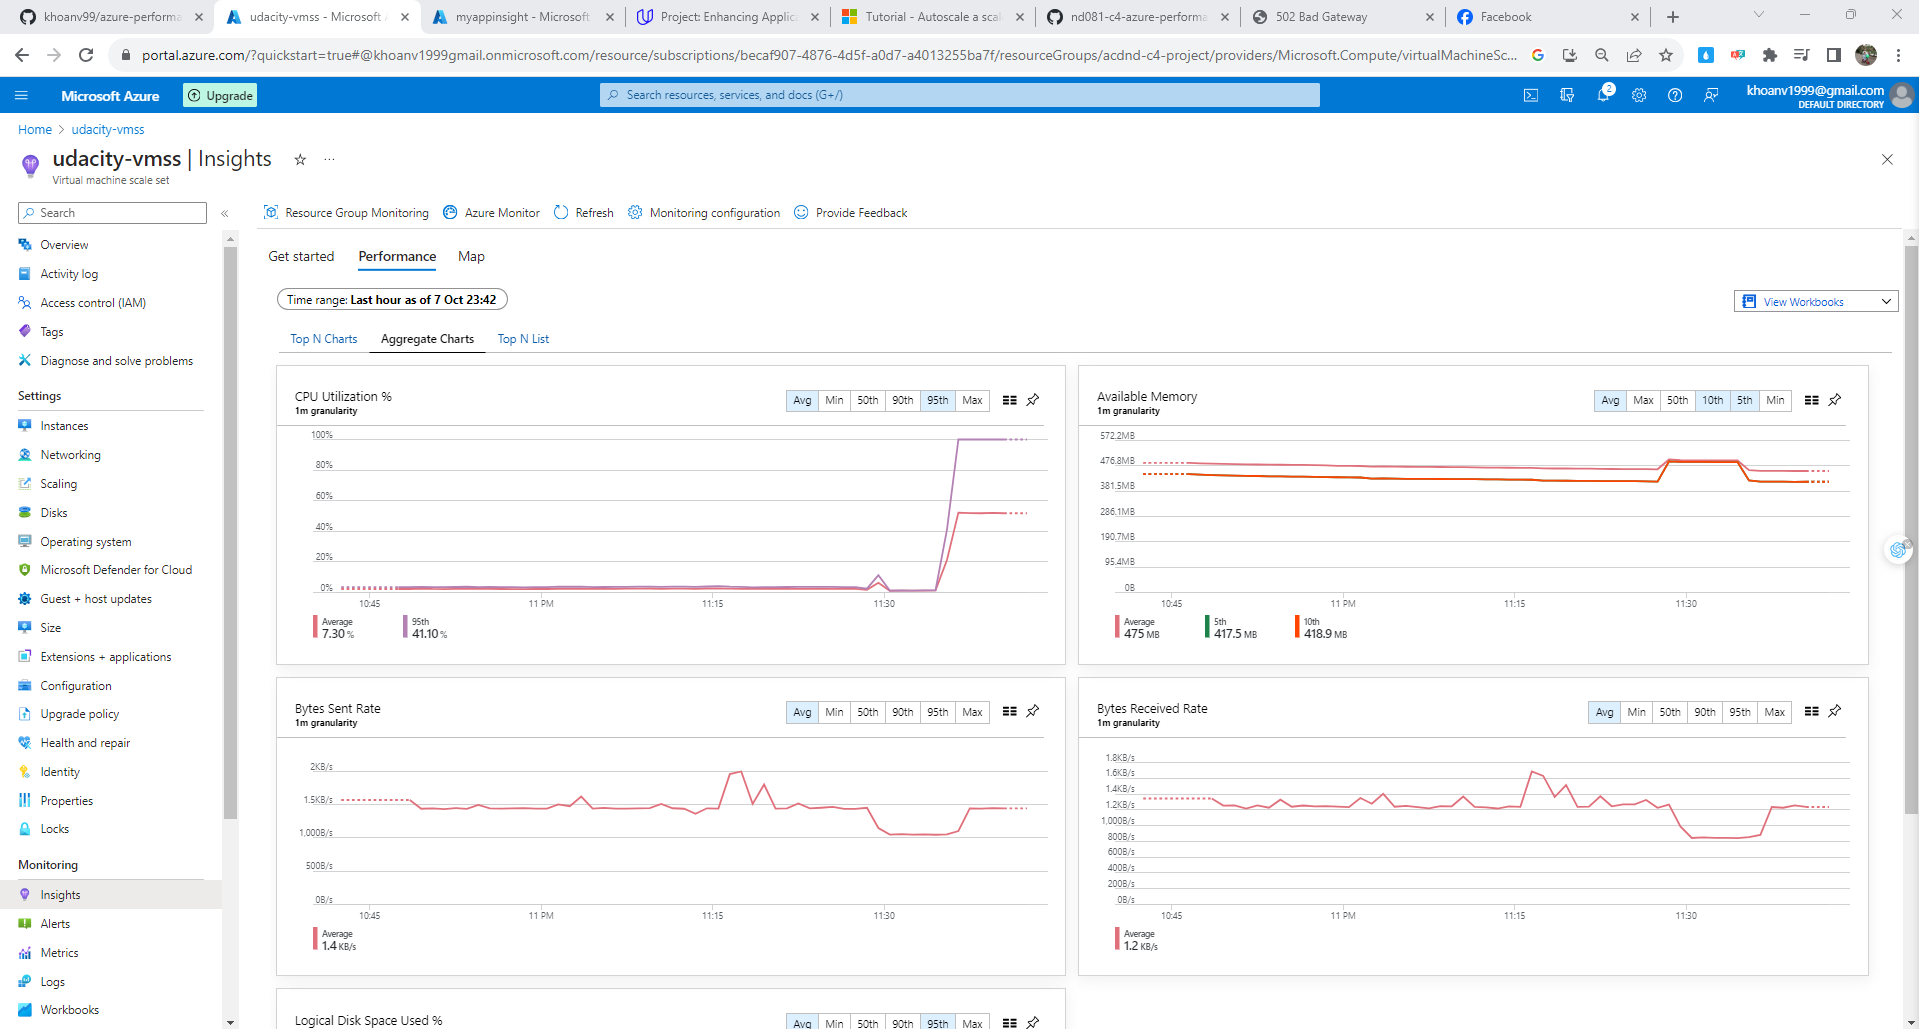 khoanv99/azure-performa
udacity-vmss - Microsoft A
myappinsight - Microsoft
Project: Enhancing Applic
Tutorial - Autoscale a sca
nd081-c4-azure-performa
502 Bad Gateway
Facebook
portal.azure.com/?quickstart=true#@khoanv1999gmail.onmicrosoft.com/resource/subscriptions/becaf907-4876-4d5f-a0d7-a4013255ba7f/resourceGroups/acdnd-c4-project/providers/Microsoft.Compute/virtualMachineSc...
Microsoft Azure
Upgrade
Search resources, services, and docs (G+/)
2
khoanv1999@gmail.com
DEFAULT DIRECTORY
Home > udacity-vmss
udacity-vmss | Insights
Virtual machine scale set
Search
Overview
Activity log
Access control (IAM)
Tags
Diagnose and solve problems
Settings
Instances
Networking
Scaling
Disks
Operating system
Microsoft Defender for Cloud
Guest + host updates
Size
Extensions + applications
Configuration
Upgrade policy
Health and repair
Identity
Properties
Locks
Monitoring
Insights
Alerts
Metrics
Logs
Workbooks
Resource Group Monitoring
Azure Monitor
Refresh
Monitoring configuration
Provide Feedback
Get started
Performance
Map
Time range: Last hour as of 7 Oct 23:42
View Workbooks
Top N Charts
Aggregate Charts
Top N List
CPU Utilization %
1m granularity
Avg Min 50th 90th 95th Max
100%
80%
60%
40%
20%
0%
10:45 11 PM 11:15 11:30
Average
7.30 %
95th
41.10 %
Available Memory
1m granularity
Avg Max 50th 10th 5th Min
572.2MB
476.8MB
381.5MB
286.1MB
190.7MB
95.4MB
0B
10:45 11 PM 11:15 11:30
Average
475 MB
5th
417.5 MB
10th
418.9 MB
Bytes Sent Rate
1m granularity
Avg Min 50th 90th 95th Max
2KB/s
1.5KB/s
1,000B/s
500B/s
0B/s
10:45 11 PM 11:15 11:30
Average
1.4 KB/s
Bytes Received Rate
1m granularity
Avg Min 50th 90th 95th Max
1.8KB/s
1.6KB/s
1.4KB/s
1.2KB/s
1,000B/s
800B/s
600B/s
400B/s
200B/s
0B/s
10:45 11 PM 11:15 11:30
Average
1.2 KB/s
Logical Disk Space Used %
Avg Min 50th 90th 95th Max